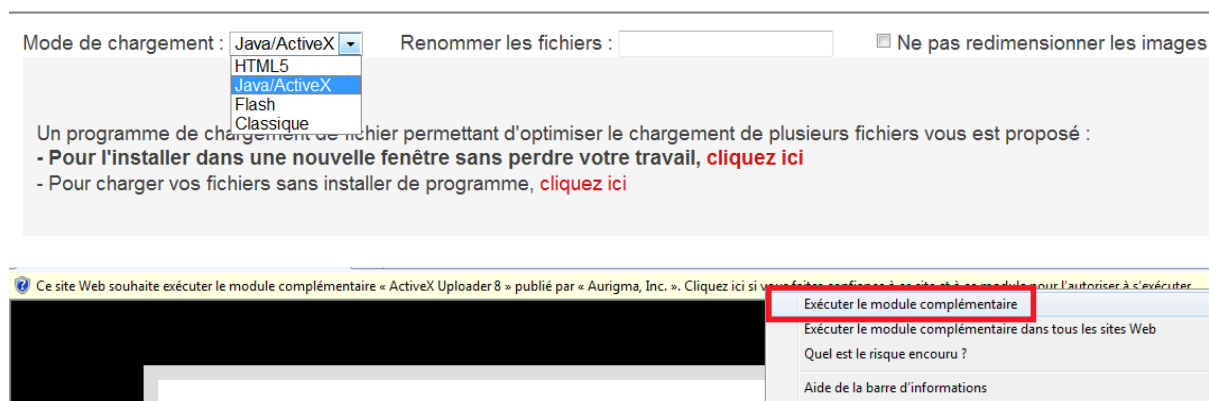 Mode de chargement : Java/ActiveX Renommer les fichiers : Ne pas redimensionner les images
HTML5
Java/ActiveX
Flash
Classique
Un programme de chargement de fichier permettant d'optimiser le chargement de plusieurs fichiers vous est proposé :
- Pour l'installer dans une nouvelle fenêtre sans perdre votre travail, cliquez ici
- Pour charger vos fichiers sans installer de programme, cliquez ici
Ce site Web souhaite exécuter le module complémentaire « ActiveX Uploader 8 » publié par « Aurigma, Inc. ». Cliquez ici si vous faites confiance à ce site et à ce module pour l'autoriser à s'exécuter
Exécuter le module complémentaire
Exécuter le module complémentaire dans tous les sites Web
Quel est le risque encouru ?
Aide de la barre d'informations